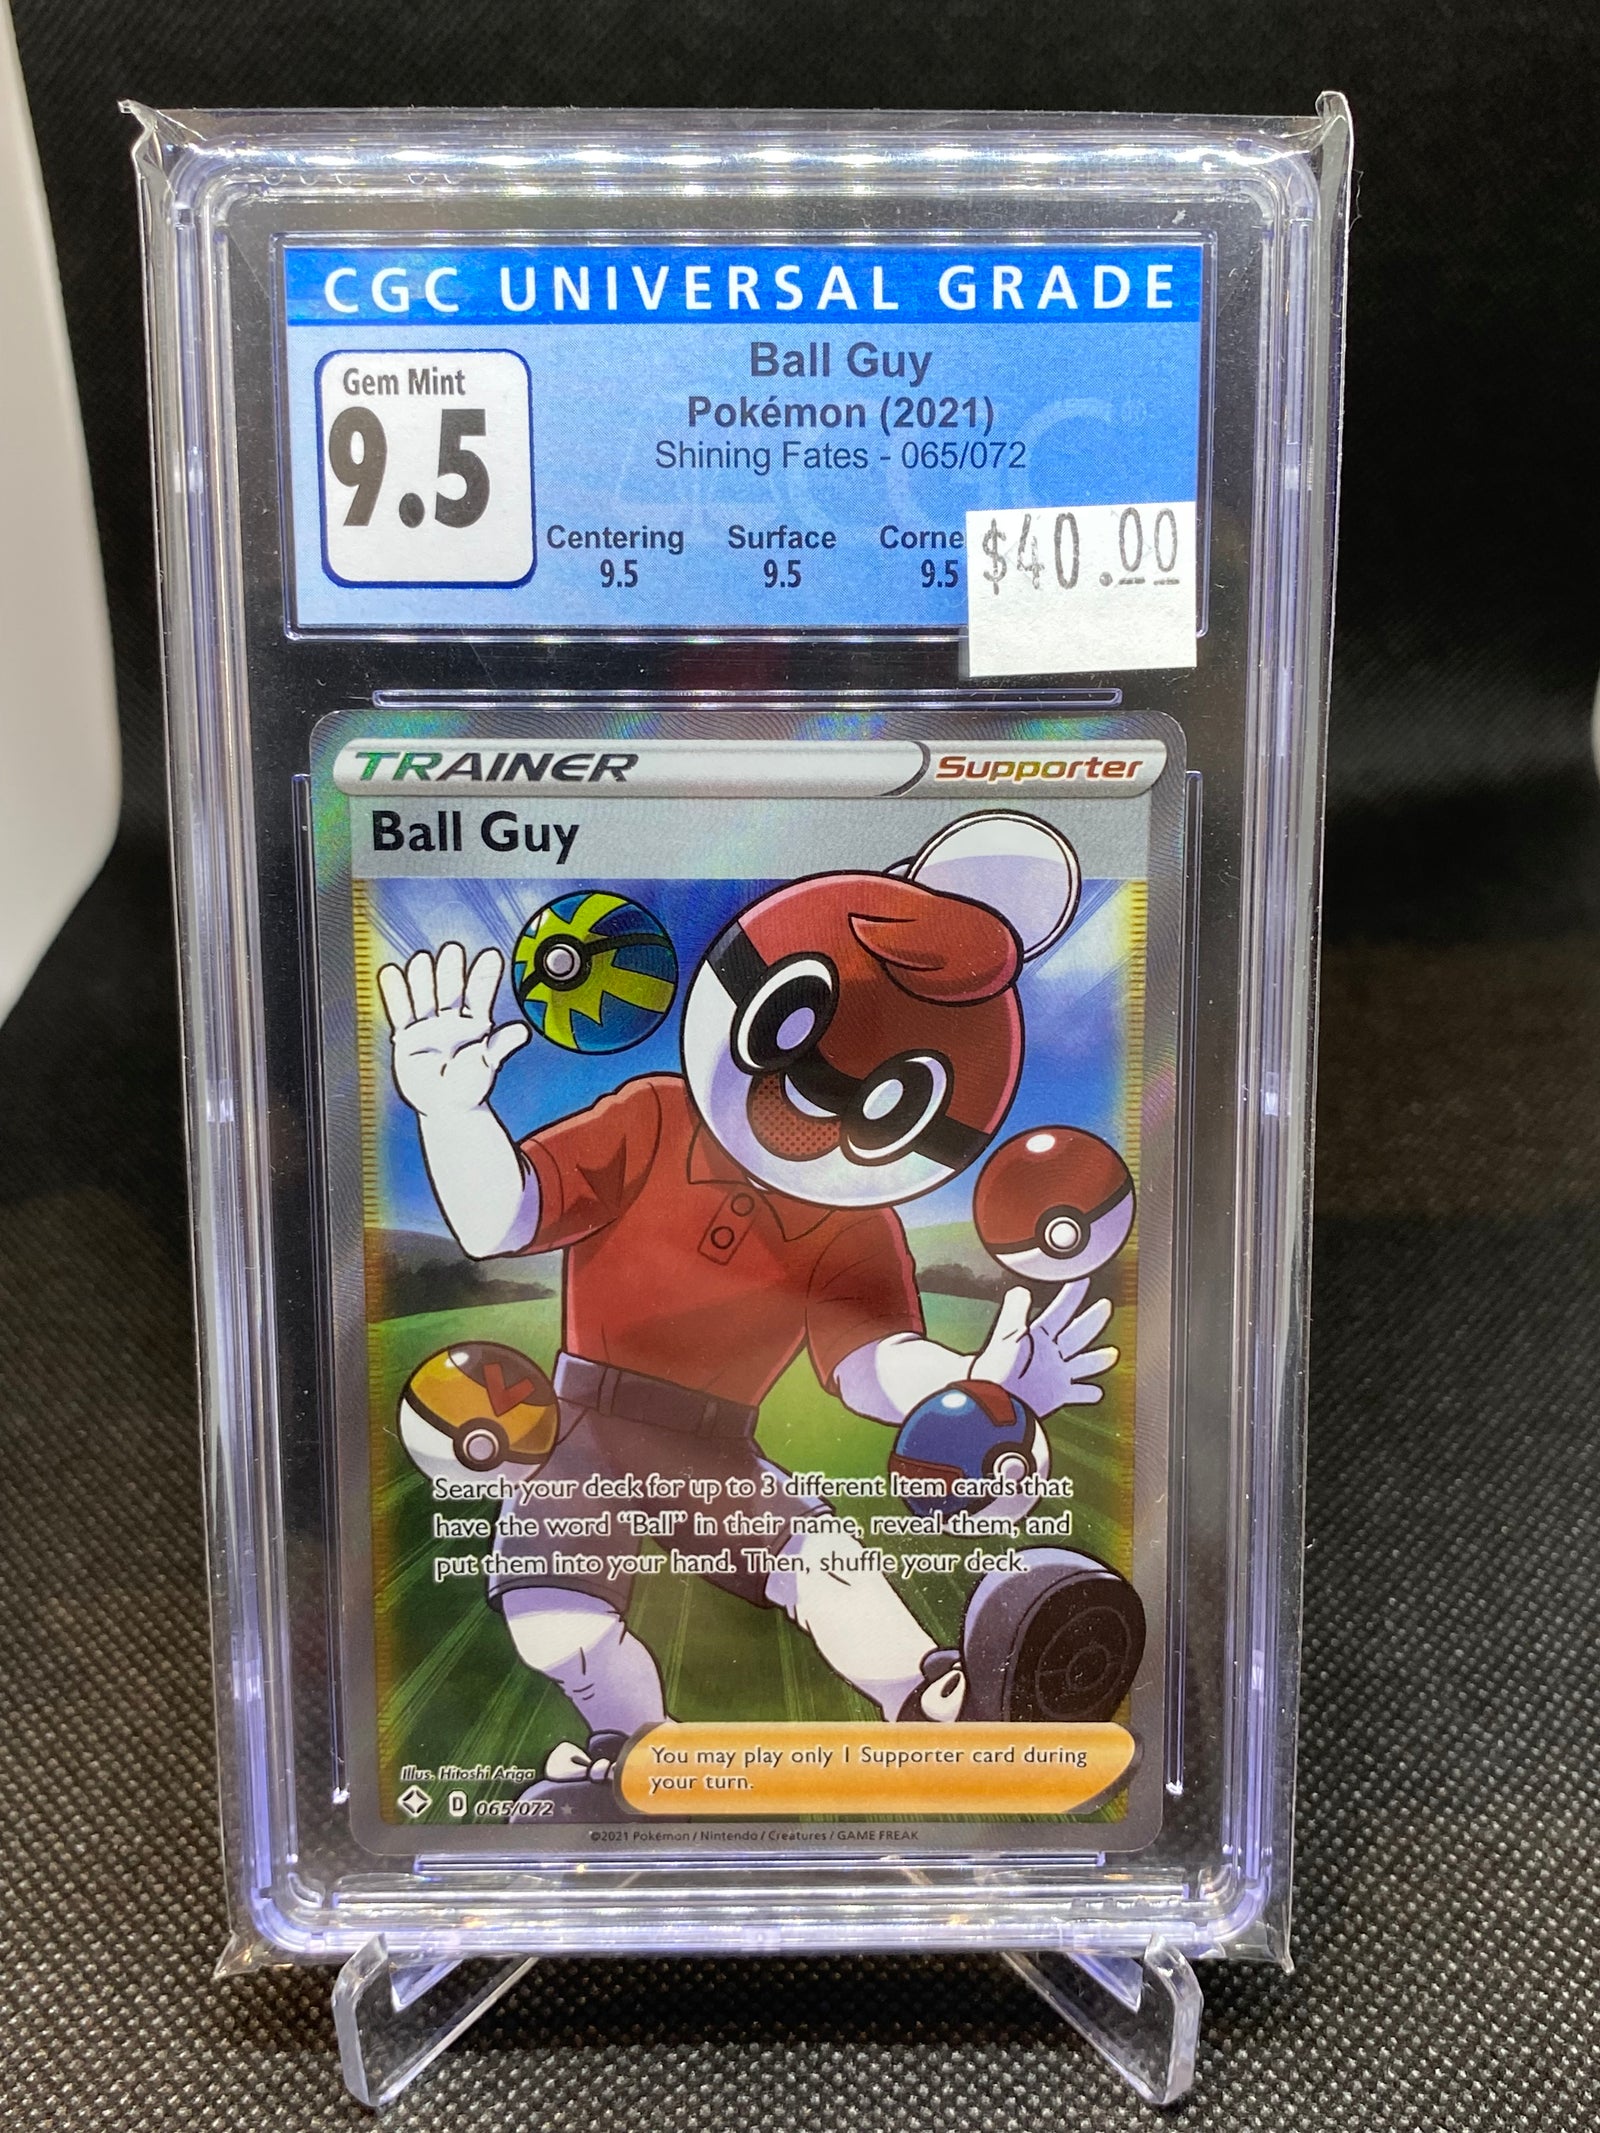 CGC UNIVERSAL GRADE
Gem Mint
9.5
Ball Guy
Pokémon (2021)
Shining Fates - 065/072
Centering Surface Corne
9.5 9.5 9.5
$40.00
TRAINER Supporter
Ball Guy
Search your deck for up to 3 different Item cards that
have the word “Ball” in their name, reveal them, and
put them into your hand. Then, shuffle your deck.
You may play only 1 Supporter card during
your turn.
Illus. Hitoshi Ariga
D 065/072
©2021 Pokémon / Nintendo / Creatures / GAME FREAK